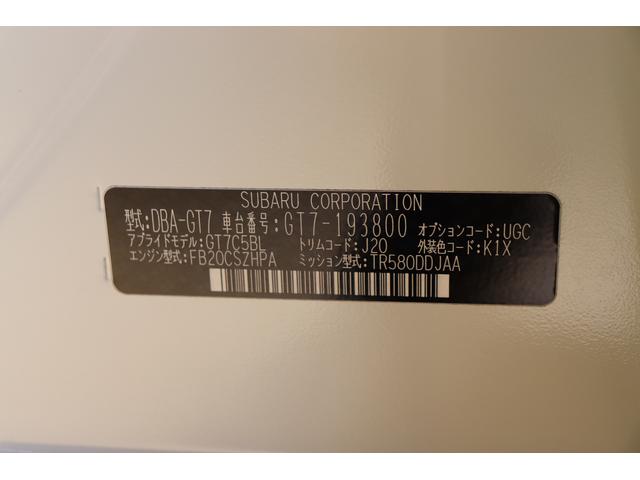 SUBARU CORPORATION
型式:DBA-GT7 車台番号:GT7-193800 オプションコード:UGC
アプライドモデル:GT7C5BL トリムコード:J20 外装色コード:K1X
エンジン型式:FB20CSZHPA ミッション型式:TR580DDJAA